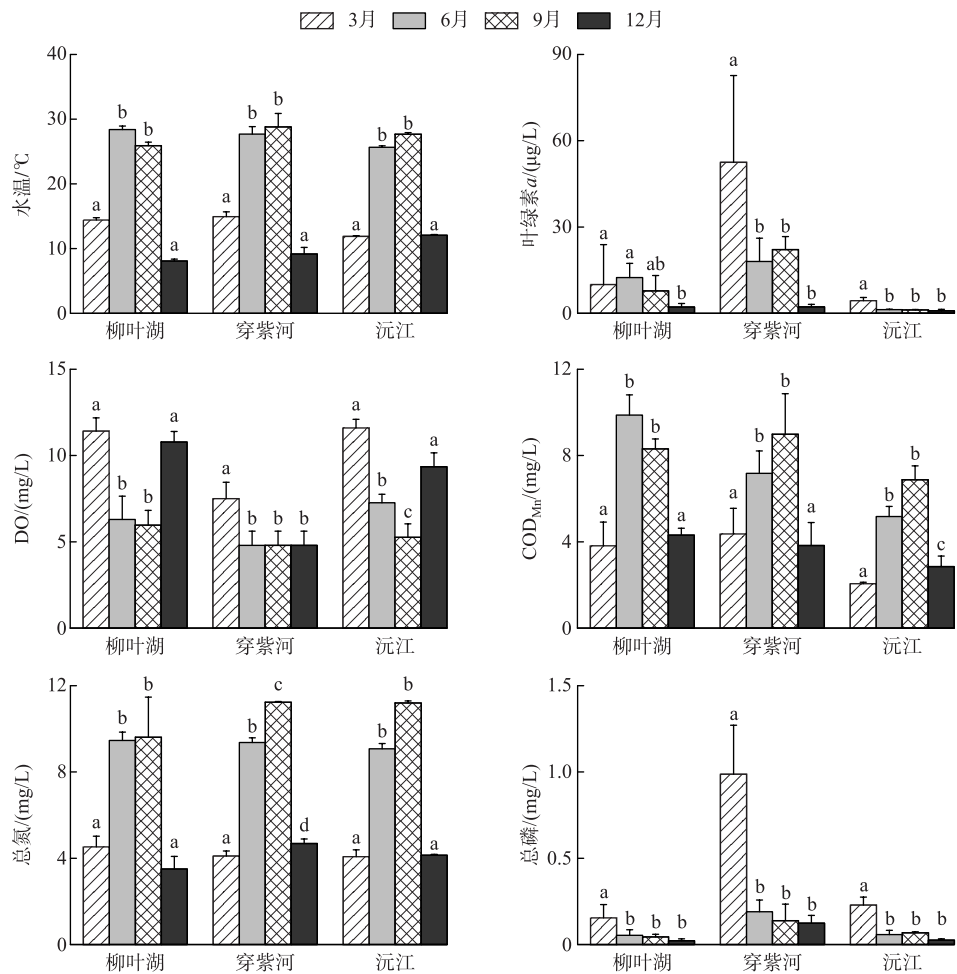 3月 6月 9月 12月
水温/℃
40
30
20
10
0
a b b a
a b b a
a b b a
柳叶湖 穿紫河 沅江
叶绿素a/(μg/L)
90
60
30
0
a a ab b
a b b b
a b b b
柳叶湖 穿紫河 沅江
DO/(mg/L)
15
10
5
0
a b b a
a b b b
a b c a
柳叶湖 穿紫河 沅江
CODMn/(mg/L)
12
8
4
0
a b b a
a b b a
a b b c
柳叶湖 穿紫河 沅江
总氮/(mg/L)
12
8
4
0
a b b a
a b c d
a b b a
柳叶湖 穿紫河 沅江
总磷/(mg/L)
1.5
1.0
0.5
0
a b b b
a b b b
a b b b
柳叶湖 穿紫河 沅江